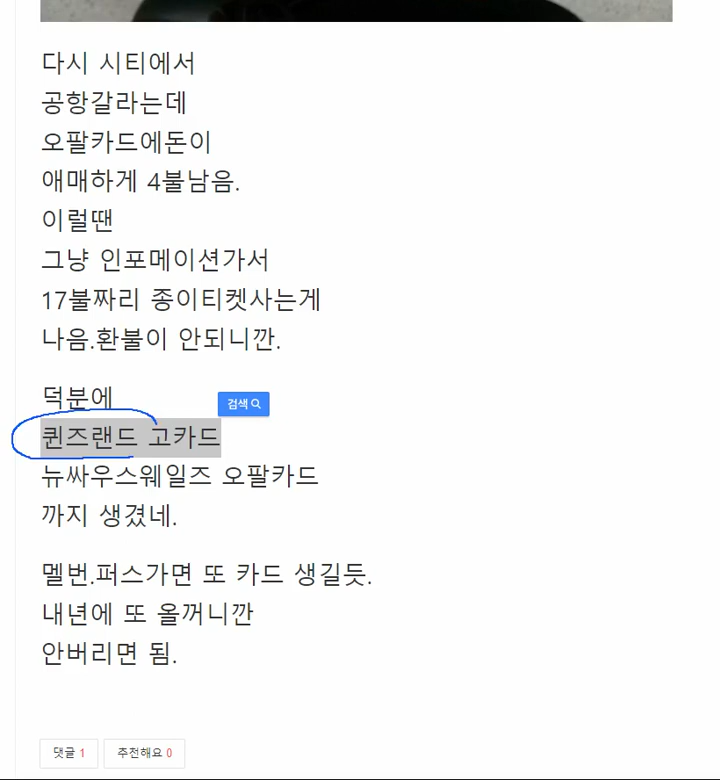 다시 시티에서
공항갈라는데
오팔카드에돈이
애매하게 4불남음.
이럴땐
그냥 인포메이션가서
17불짜리 종이티켓사는게
나음.환불이 안되니깐.
덕분에
검색
퀸즈랜드 고카드
뉴싸우스웨일즈 오팔카드
까지 생겼네.
멜번.퍼스가면 또 카드 생길듯.
내년에 또 올꺼니깐
안버리면 됨.
댓글 1 추천해요 0